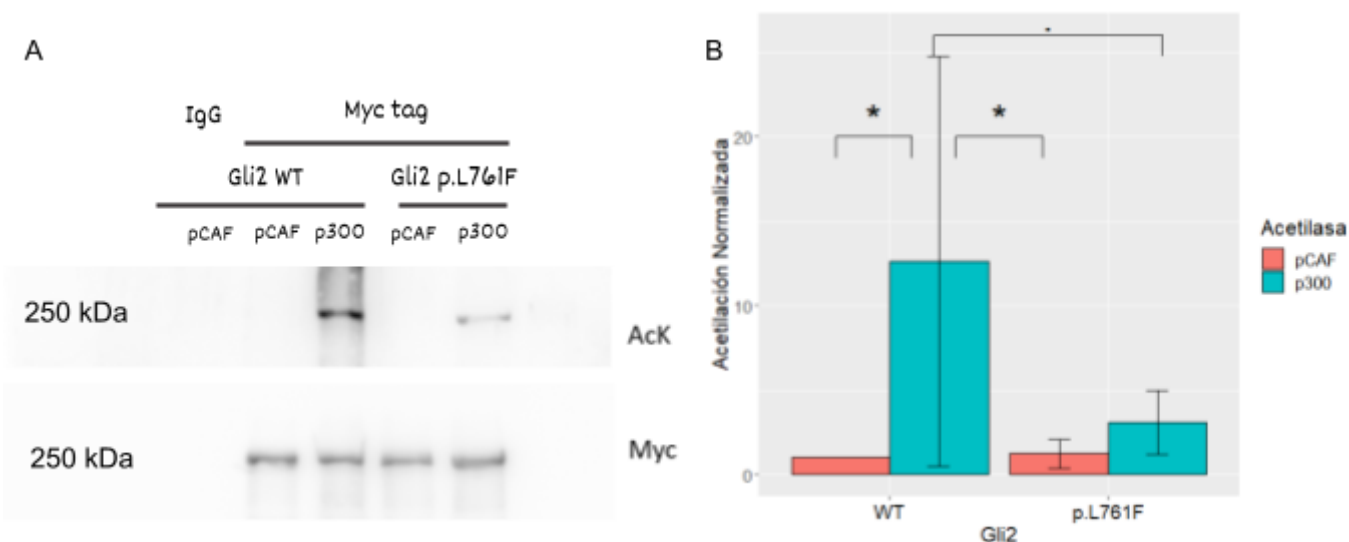 A
IgG Myc tag
Gli2 WT Gli2 p.L761F
pCAF pCAF p300 pCAF p300
250 kDa
AcK
250 kDa
Myc
B
Acetilación Normalizada
20
10
0
*
*
.
WT p.L761F
Gli2
Acetilasa
pCAF
p300